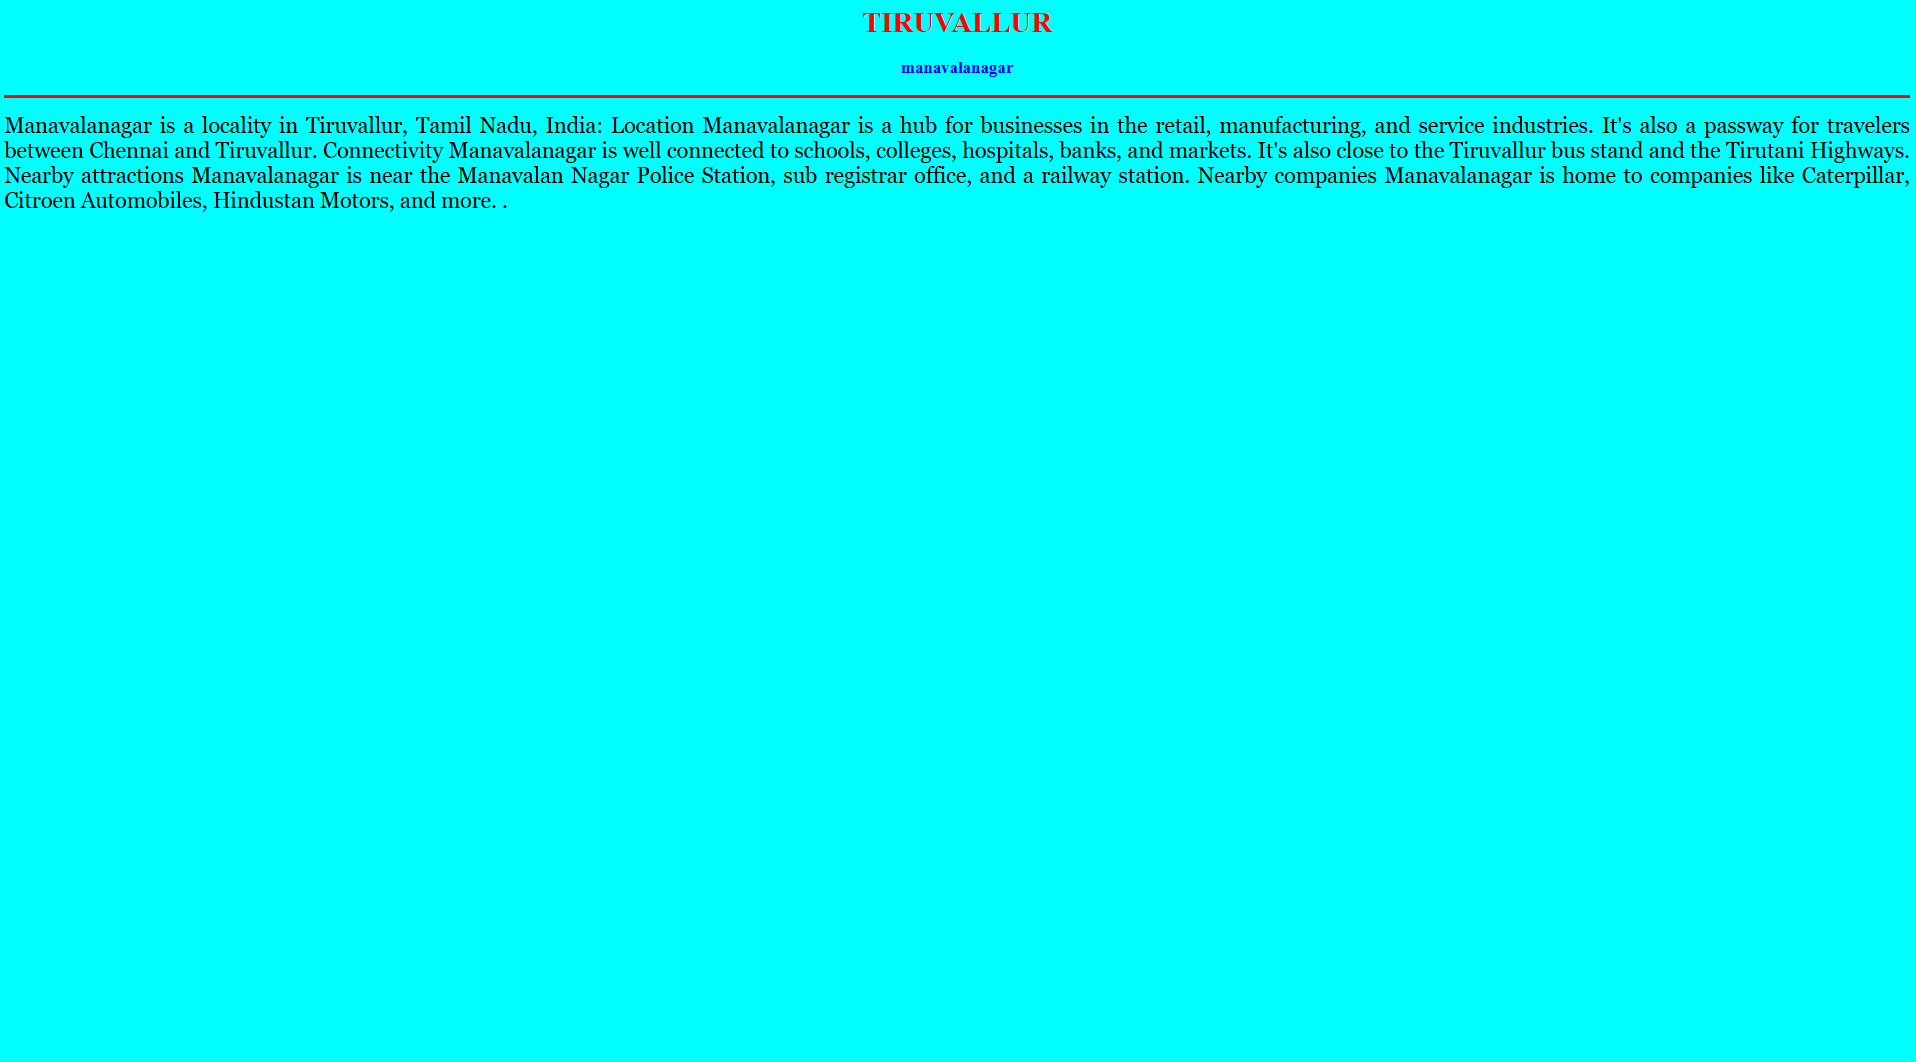 TIRUVALLUR
manavalanagar
Manavalanagar is a locality in Tiruvallur, Tamil Nadu, India: Location Manavalanagar is a hub for businesses in the retail, manufacturing, and service industries. It's also a passway for travelers
between Chennai and Tiruvallur. Connectivity Manavalanagar is well connected to schools, colleges, hospitals, banks, and markets. It's also close to the Tiruvallur bus stand and the Tirutani Highways.
Nearby attractions Manavalanagar is near the Manavalan Nagar Police Station, sub registrar office, and a railway station. Nearby companies Manavalanagar is home to companies like Caterpillar,
Citroen Automobiles, Hindustan Motors, and more. .